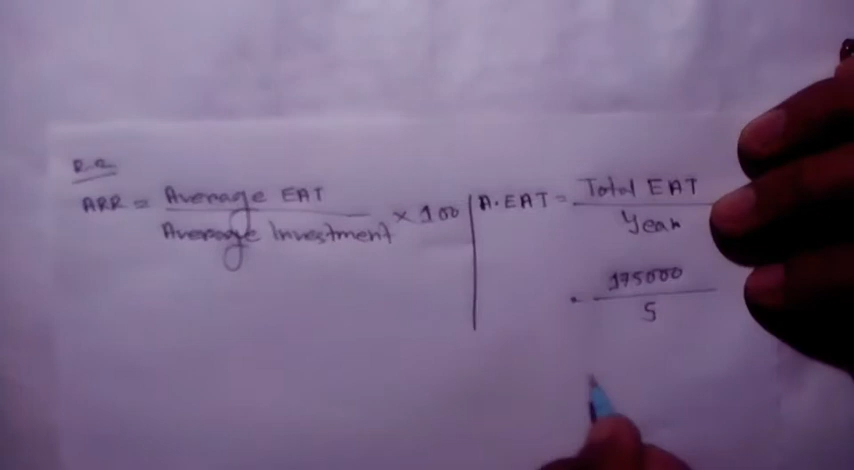 R.R.
ARR = Average EAT / Average Investment × 100
A.EAT = Total EAT / Year
= 175000 / 5